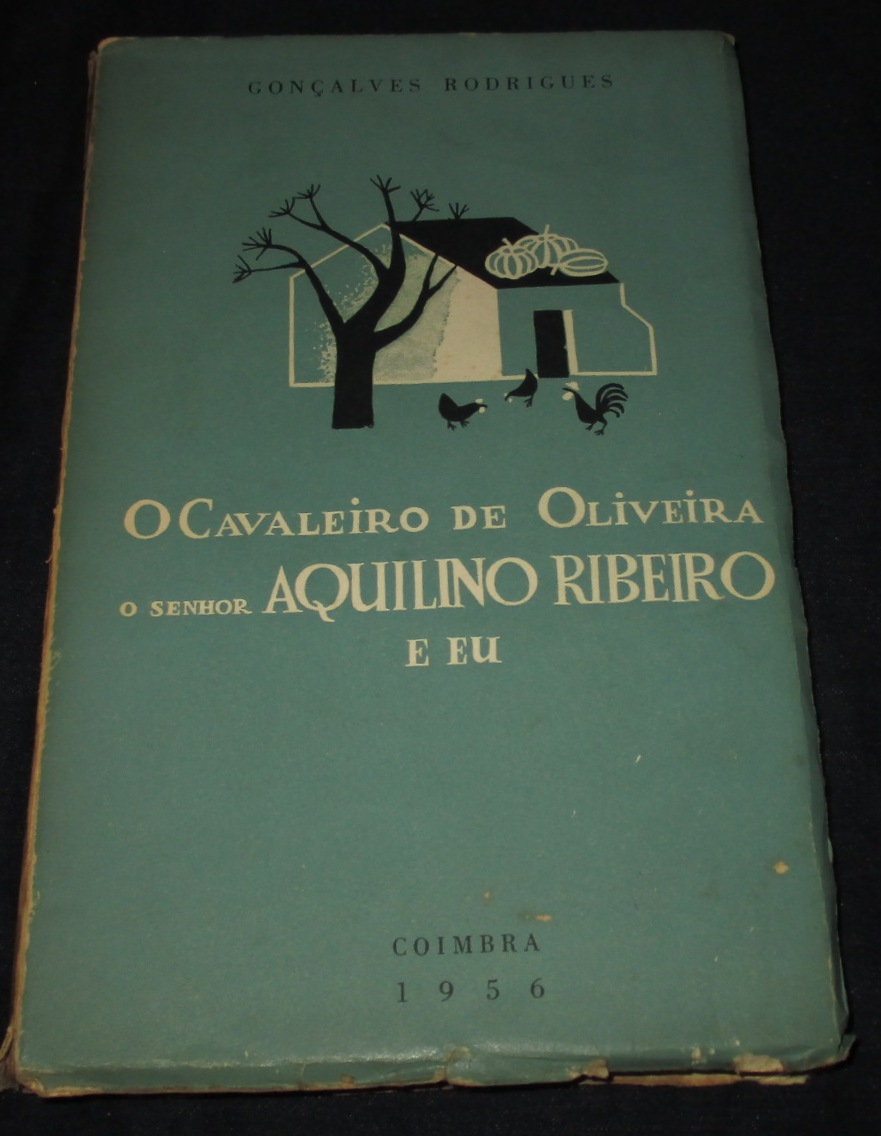 GONÇALVES RODRIGUES
O CAVALEIRO DE OLIVEIRA
O SENHOR AQUILINO RIBEIRO
E EU
COIMBRA
1956